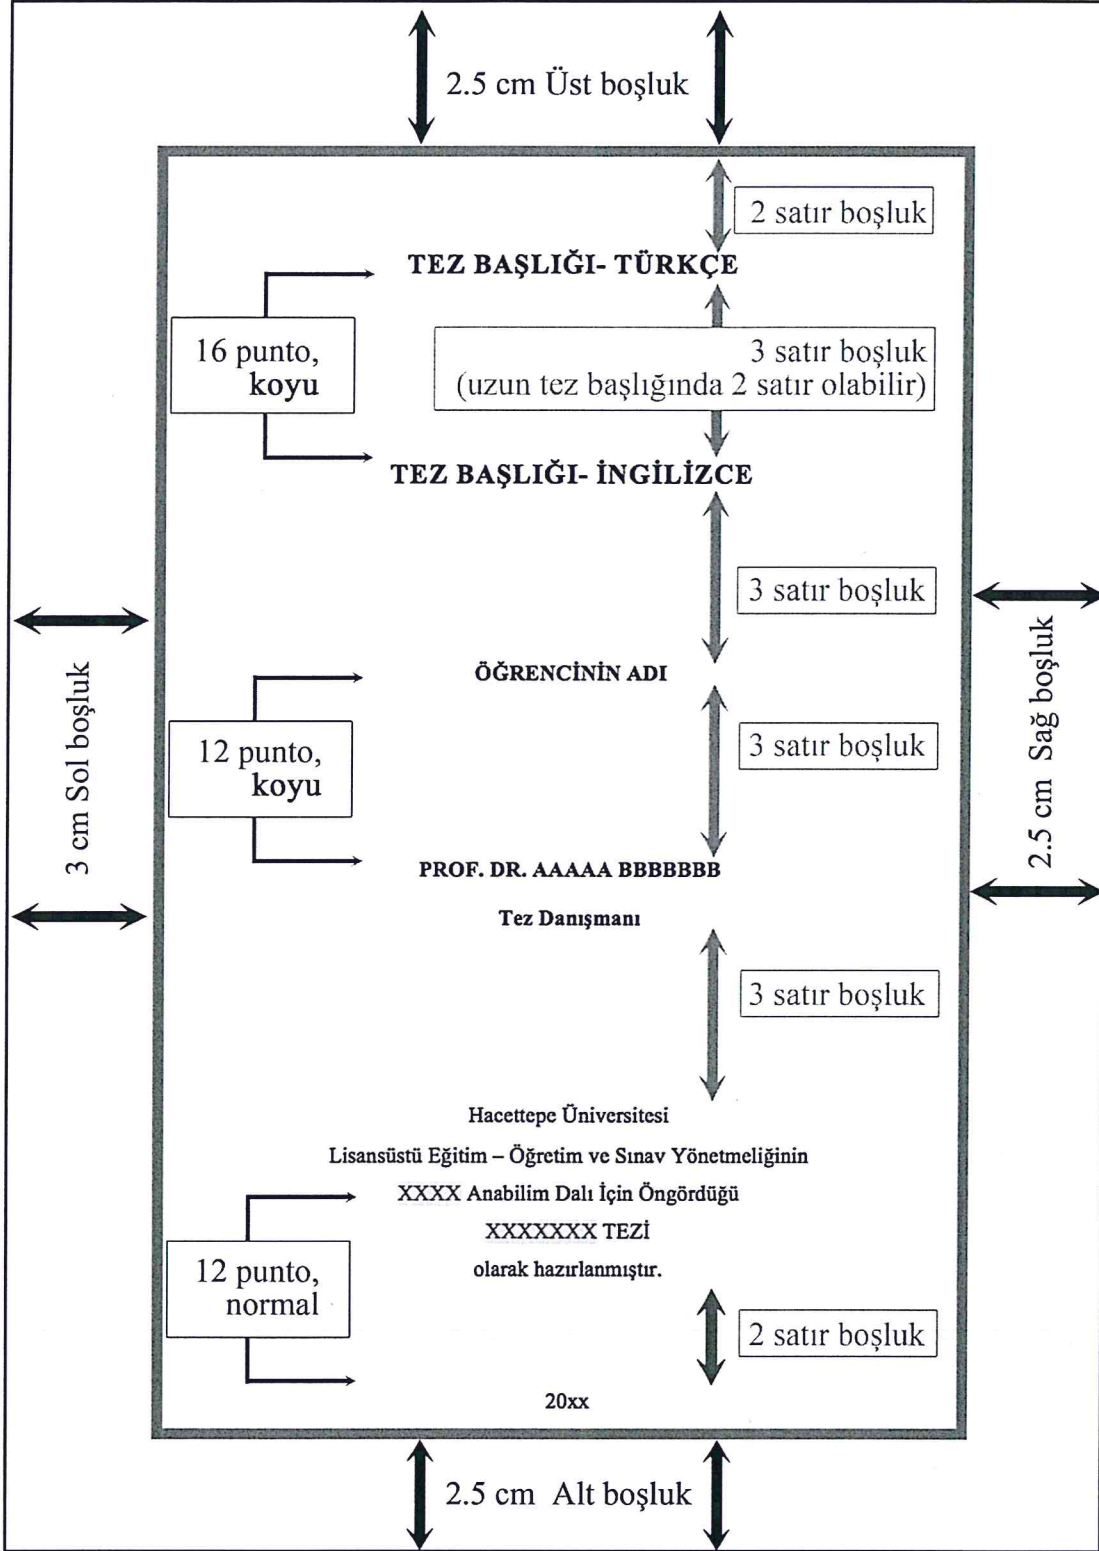 2.5 cm Üst boşluk
2 satır boşluk
TEZ BAŞLIĞI- TÜRKÇE
16 punto,
koyu
3 satır boşluk
(uzun tez başlığında 2 satır olabilir)
TEZ BAŞLIĞI- İNGİLİZCE
3 satır boşluk
ÖĞRENCİNİN ADI
3 cm Sol boşluk
12 punto,
koyu
3 satır boşluk
2.5 cm Sağ boşluk
PROF. DR. AAAAA BBBBBBB
Tez Danışmanı
3 satır boşluk
Hacettepe Üniversitesi
Lisansüstü Eğitim – Öğretim ve Sınav Yönetmeliğinin
XXXX Anabilim Dalı İçin Öngördüğü
XXXXXXX TEZİ
olarak hazırlanmıştır.
12 punto,
normal
2 satır boşluk
20xx
2.5 cm Alt boşluk